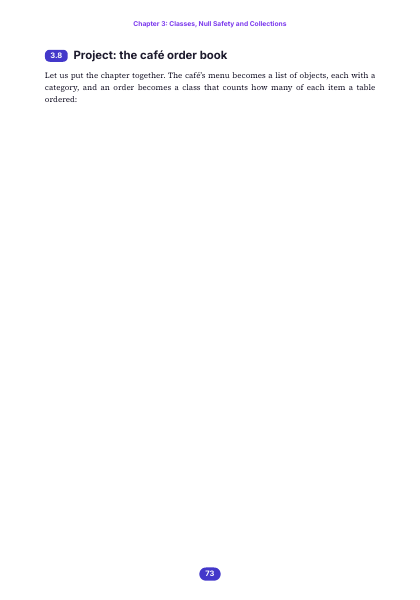 Chapter 3: Classes, Null Safety and Collections
3.8 Project: the café order book
Let us put the chapter together. The café's menu becomes a list of objects, each with a
category, and an order becomes a class that counts how many of each item a table
ordered:
73